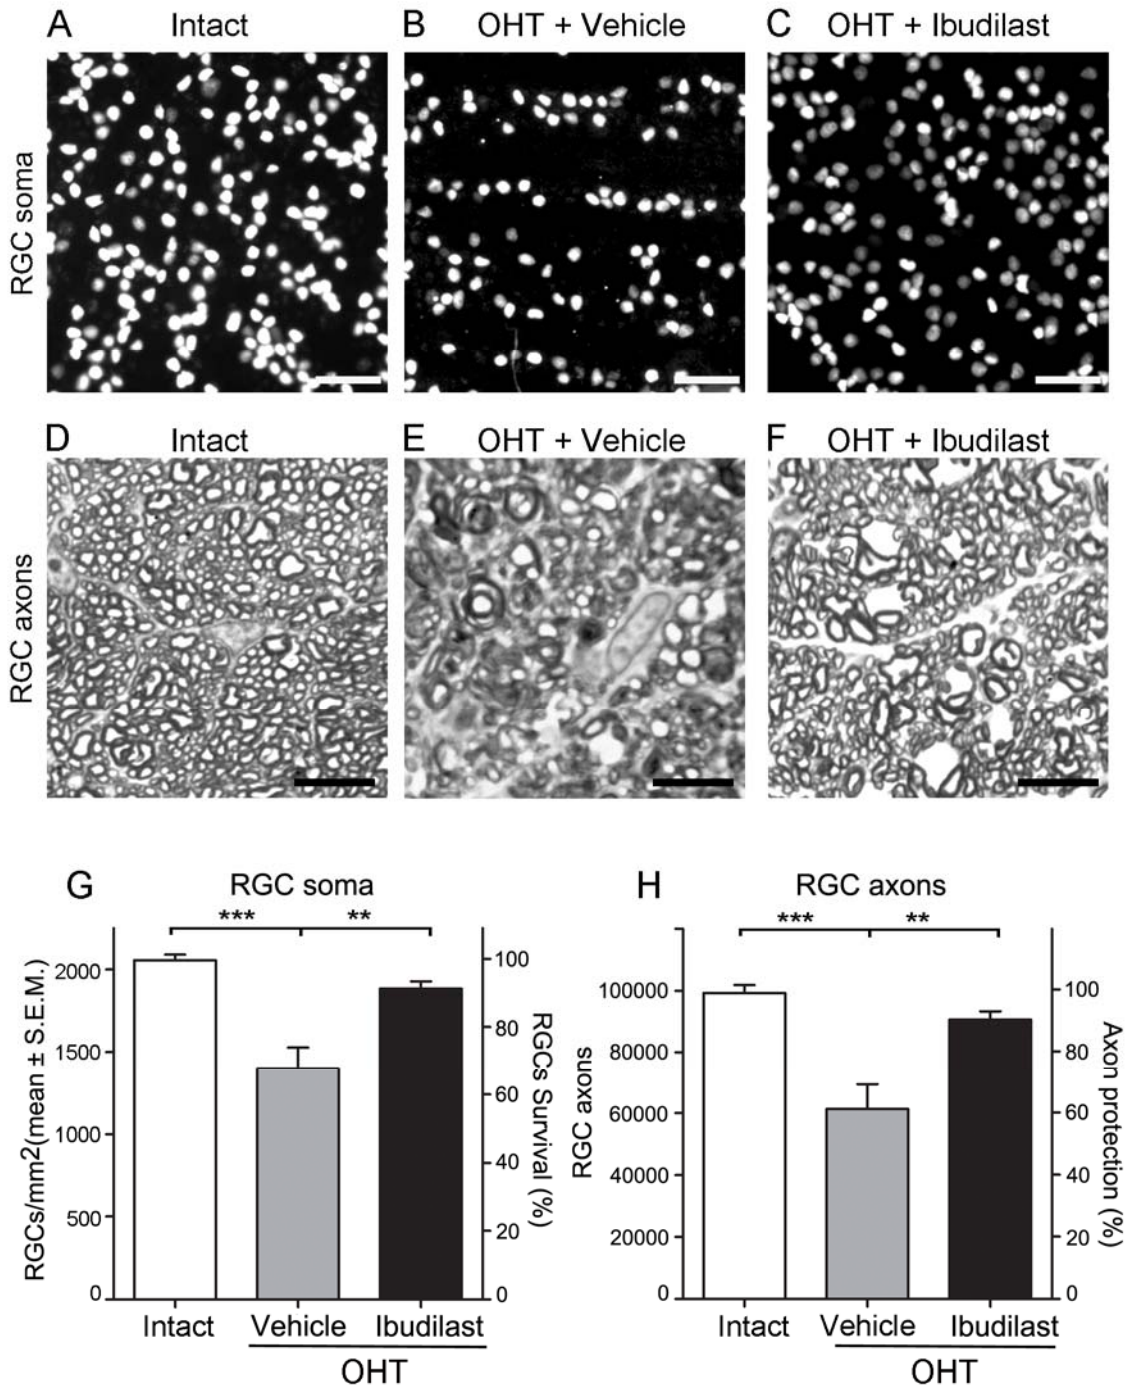 A Intact B OHT + Vehicle C OHT + Ibudilast
RGC soma
D Intact E OHT + Vehicle F OHT + Ibudilast
RGC axons
G RGC soma
*** **
RGCs/mm2(mean ± S.E.M.)
2000
1500
1000
500
0
100
80
60
40
20
0
RGCs Survival (%)
Intact Vehicle Ibudilast
OHT
H RGC axons
*** **
RGC axons
100000
80000
60000
40000
20000
0
100
80
60
40
20
0
Axon protection (%)
Intact Vehicle Ibudilast
OHT